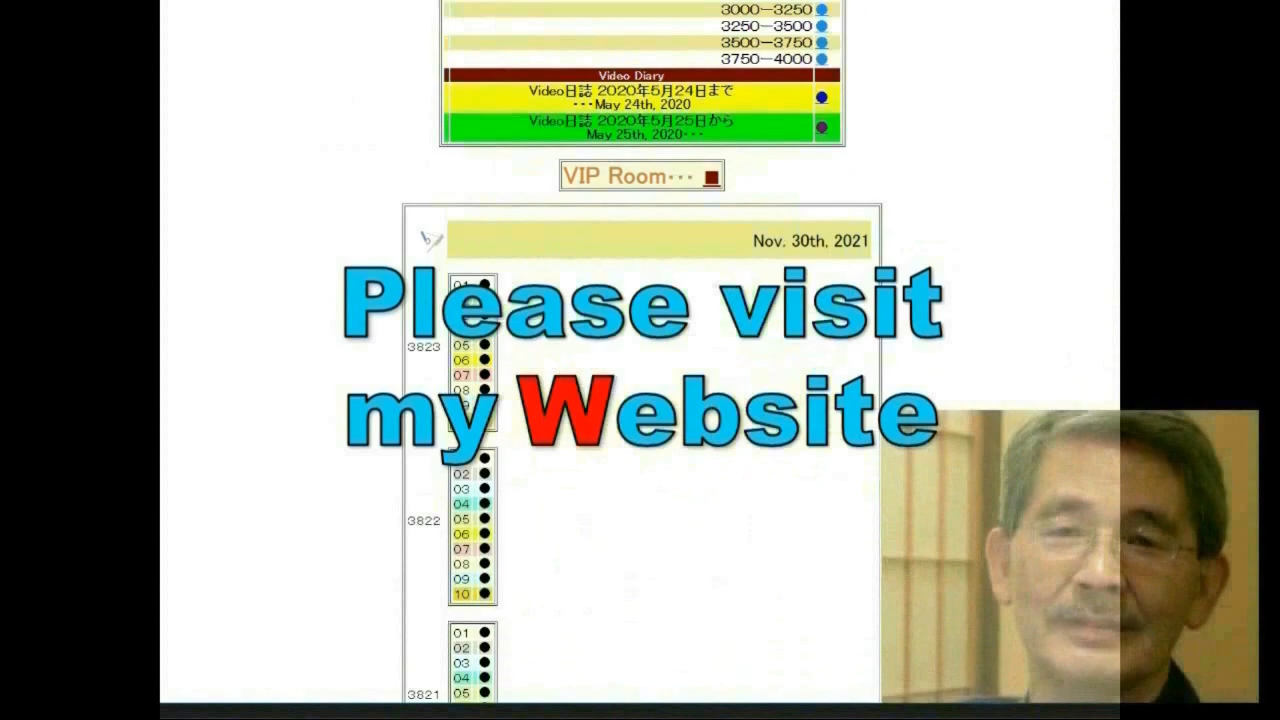 3000－3250
3250－3500
3500－3750
3750－4000
Video Diary
Video日誌 2020年5月24日まで
･･･May 24th, 2020
Video日誌 2020年5月25日から
May 25th, 2020･･･
VIP Room･･･
Nov. 30th, 2021
Please visit
my Website
3823
05
06
07
08
02
03
04
3822
05
06
07
08
09
10
01
02
03
04
3821
05